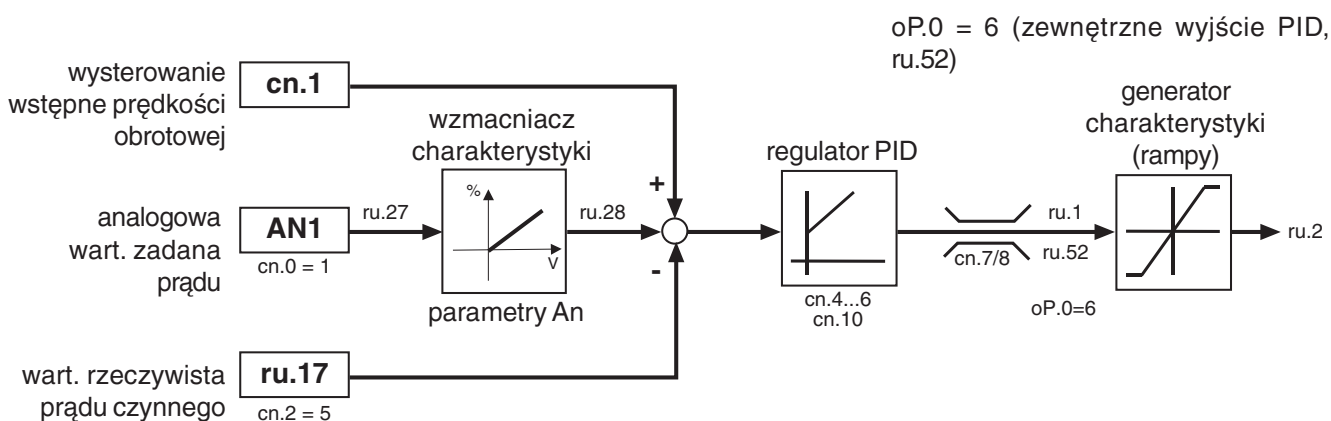 oP.0 = 6 (zewnętrzne wyjście PID,
ru.52)
wysterowanie
wstępne prędkości
obrotowej
cn.1
wzmacniacz
charakterystyki
regulator PID
generator
charakterystyki
(rampy)
analogowa
wart. zadana
prądu
AN1
cn.0 = 1
ru.27
%
V
parametry An
ru.28
+
-
cn.4...6
cn.10
cn.7/8
ru.1
ru.52
oP.0=6
ru.2
wart. rzeczywista
prądu czynnego
ru.17
cn.2 = 5